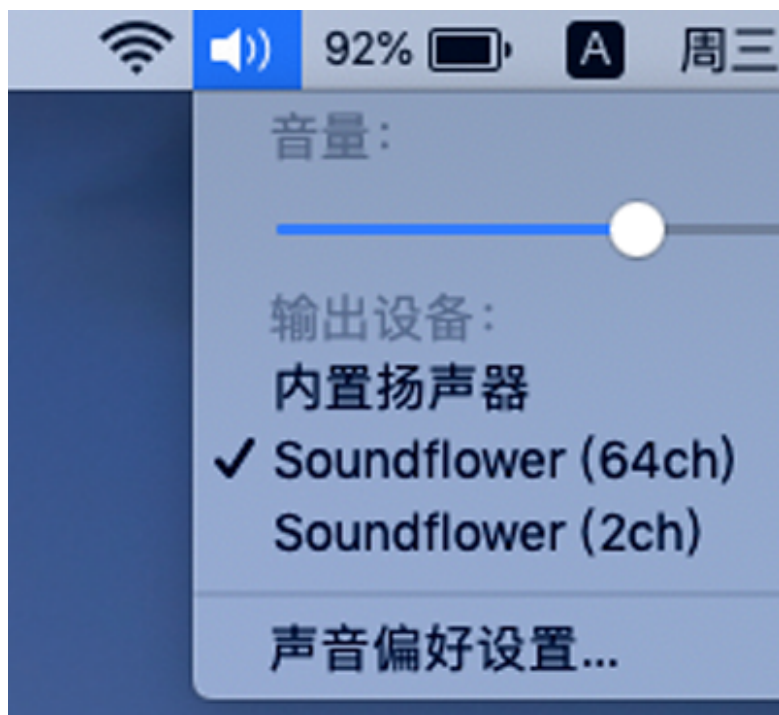 92% A 周三
音量：
输出设备：
内置扬声器
✓ Soundflower (64ch)
Soundflower (2ch)
声音偏好设置...